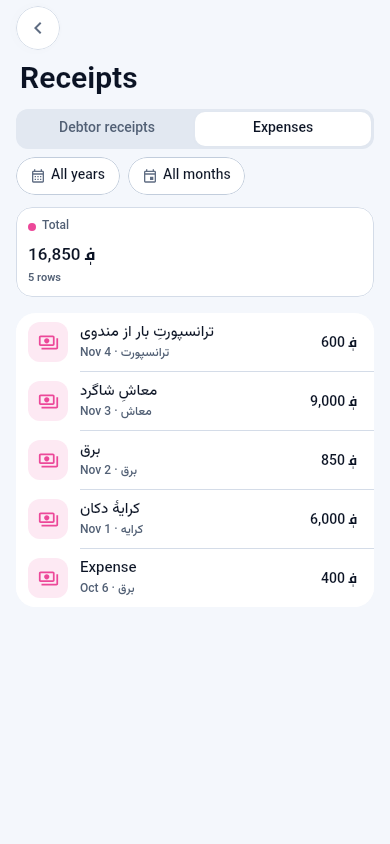 Receipts
Debtor receipts
Expenses
All years
All months
Total
16,850 ؋
5 rows
ترانسپورتِ بار از مندوی
Nov 4 · ترانسپورت
600 ؋
معاشِ شاگرد
Nov 3 · معاش
9,000 ؋
برق
Nov 2 · برق
850 ؋
کرایهٔ دکان
Nov 1 · کرایه
6,000 ؋
Expense
Oct 6 · برق
400 ؋